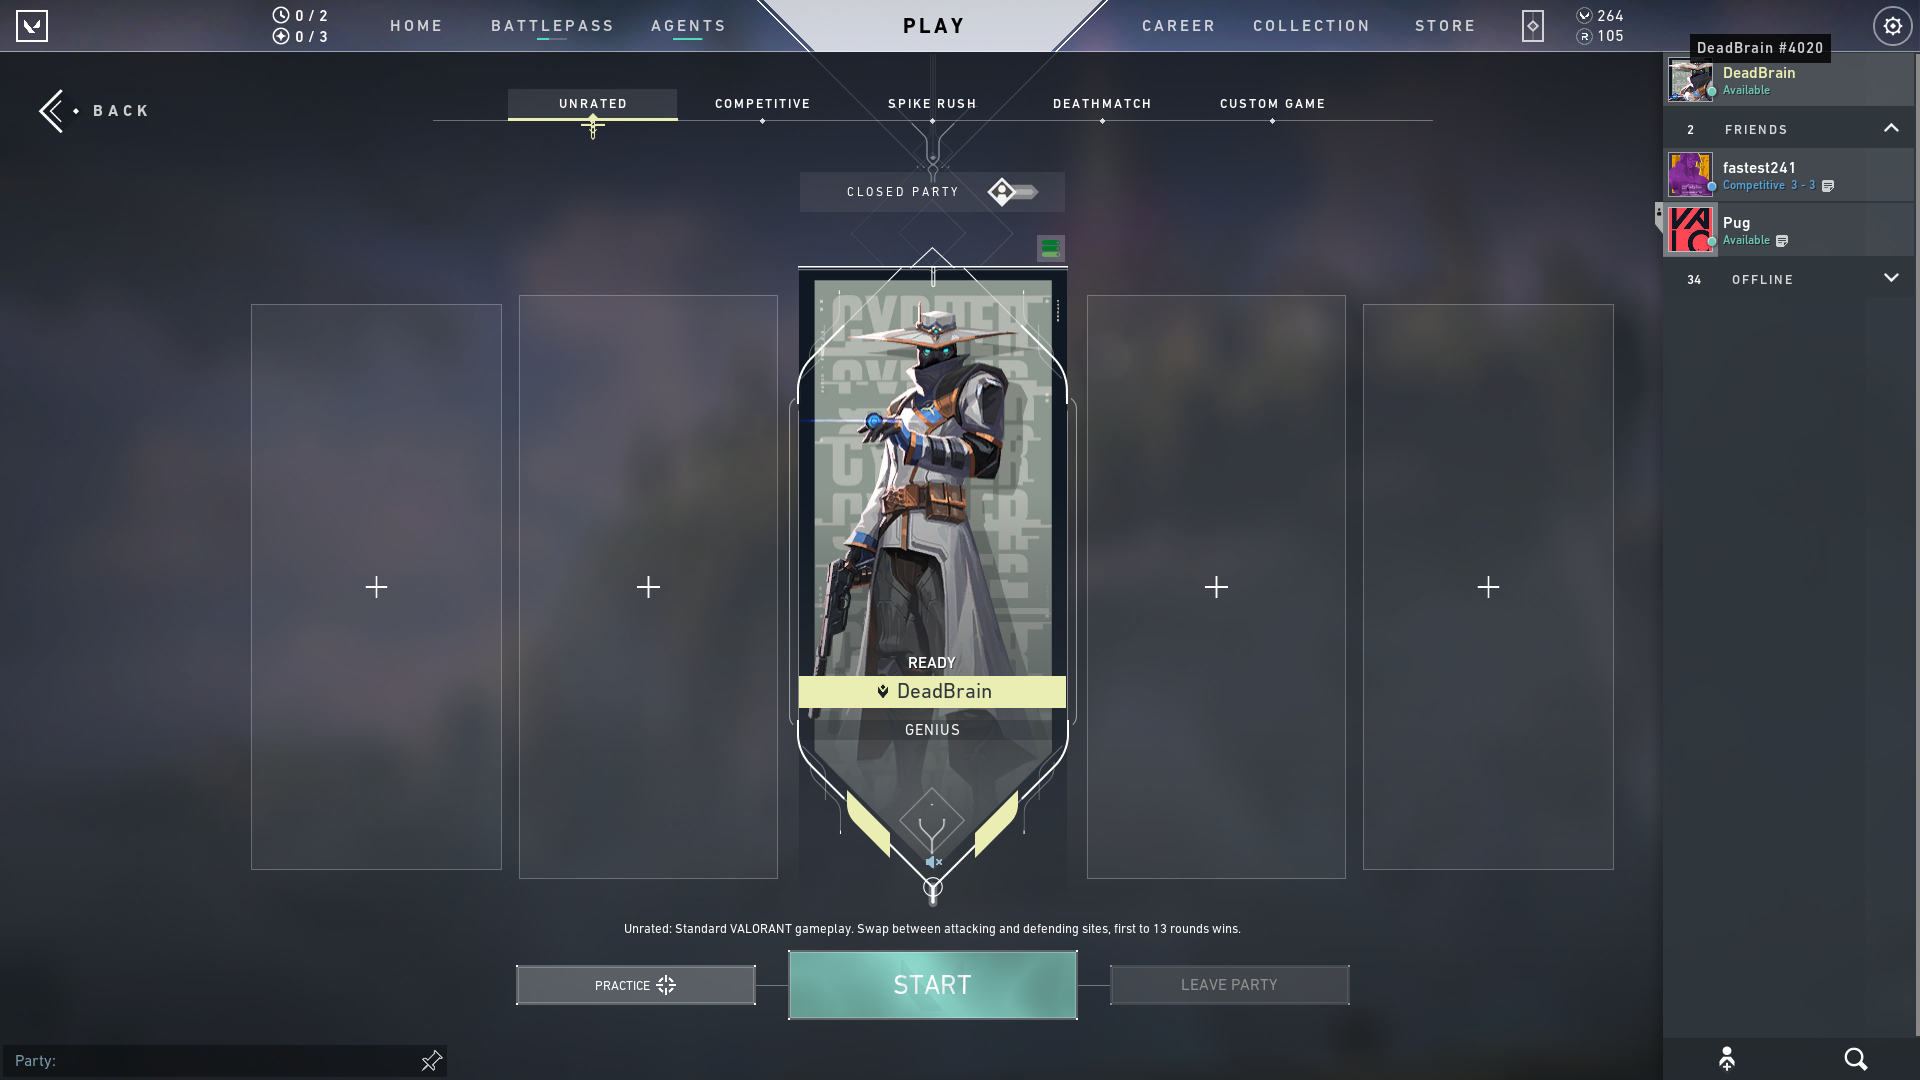 0 / 2
0 / 3
HOME
BATTLEPASS
AGENTS
PLAY
CAREER
COLLECTION
STORE
264
105
DeadBrain #4020
DeadBrain
Available
BACK
UNRATED
COMPETITIVE
SPIKE RUSH
DEATHMATCH
CUSTOM GAME
2 FRIENDS
fastest241
Competitive 3 - 3
Pug
Available
34 OFFLINE
CLOSED PARTY
CYPHER
READY
DeadBrain
GENIUS
Unrated: Standard VALORANT gameplay. Swap between attacking and defending sites, first to 13 rounds wins.
PRACTICE
START
LEAVE PARTY
Party: